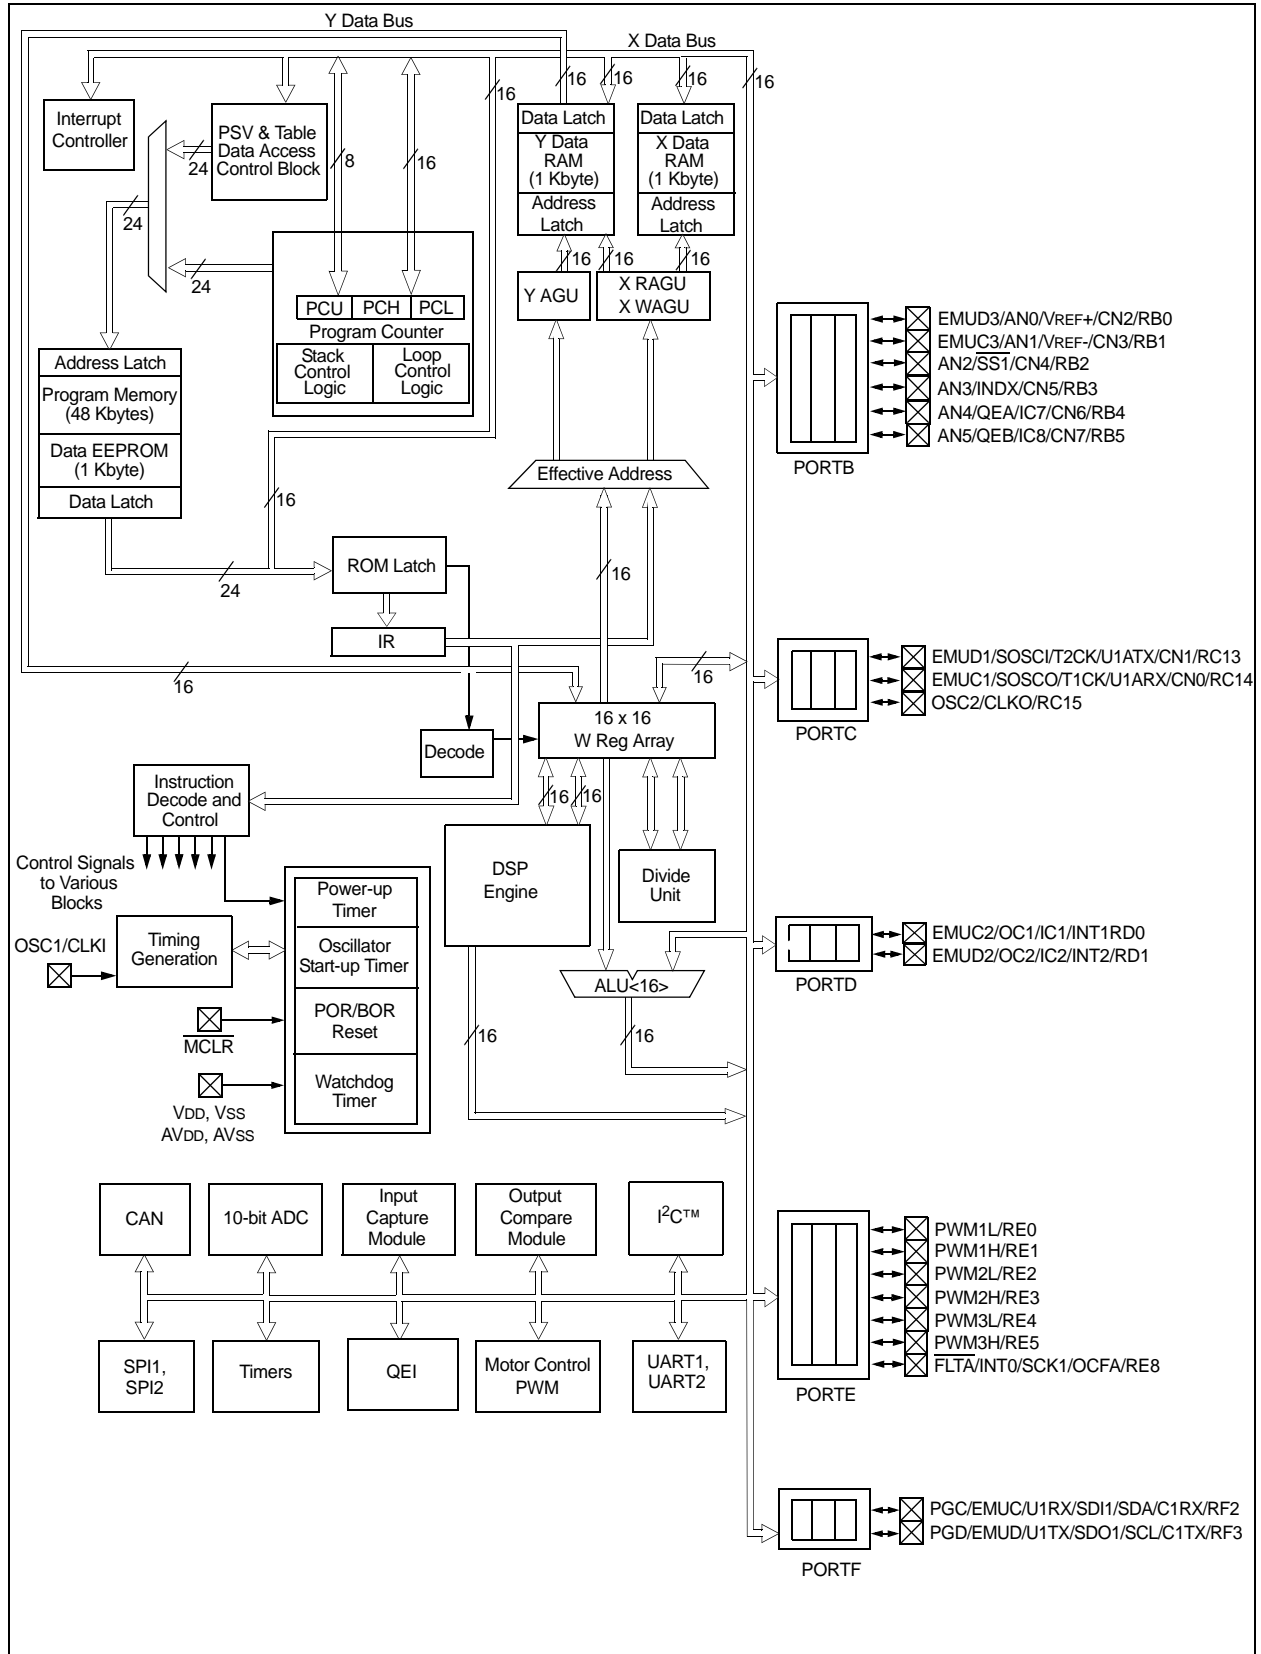 Y Data Bus
X Data Bus
16
16
16
16
16
Interrupt
Controller
PSV & Table
Data Access
Control Block
24
8
16
24
24
Data Latch
Y Data
RAM
(1 Kbyte)
Address
Latch
Data Latch
X Data
RAM
(1 Kbyte)
Address
Latch
16
16
16
Y AGU
X RAGU
X WAGU
PCU
PCH
PCL
Program Counter
Stack
Control
Logic
Loop
Control
Logic
Address Latch
Program Memory
(48 Kbytes)
Data EEPROM
(1 Kbyte)
Data Latch
Effective Address
16
24
ROM Latch
IR
16
16
16
16 x 16
W Reg Array
Decode
Instruction
Decode and
Control
Control Signals
to Various
Blocks
16
16
DSP
Engine
Divide
Unit
Power-up
Timer
Oscillator
Start-up Timer
POR/BOR
Reset
Watchdog
Timer
OSC1/CLKI
Timing
Generation
MCLR
VDD, VSS
AVDD, AVSS
ALU<16>
16
16
CAN
10-bit ADC
Input
Capture
Module
Output
Compare
Module
I2C™
SPI1,
SPI2
Timers
QEI
Motor Control
PWM
UART1,
UART2
EMUD3/AN0/VREF+/CN2/RB0
EMUC3/AN1/VREF-/CN3/RB1
AN2/SS1/CN4/RB2
AN3/INDX/CN5/RB3
AN4/QEA/IC7/CN6/RB4
AN5/QEB/IC8/CN7/RB5
PORTB
EMUD1/SOSCI/T2CK/U1ATX/CN1/RC13
EMUC1/SOSCO/T1CK/U1ARX/CN0/RC14
OSC2/CLKO/RC15
PORTC
EMUC2/OC1/IC1/INT1RD0
EMUD2/OC2/IC2/INT2/RD1
PORTD
PWM1L/RE0
PWM1H/RE1
PWM2L/RE2
PWM2H/RE3
PWM3L/RE4
PWM3H/RE5
FLTA/INT0/SCK1/OCFA/RE8
PORTE
PGC/EMUC/U1RX/SDI1/SDA/C1RX/RF2
PGD/EMUD/U1TX/SDO1/SCL/C1TX/RF3
PORTF